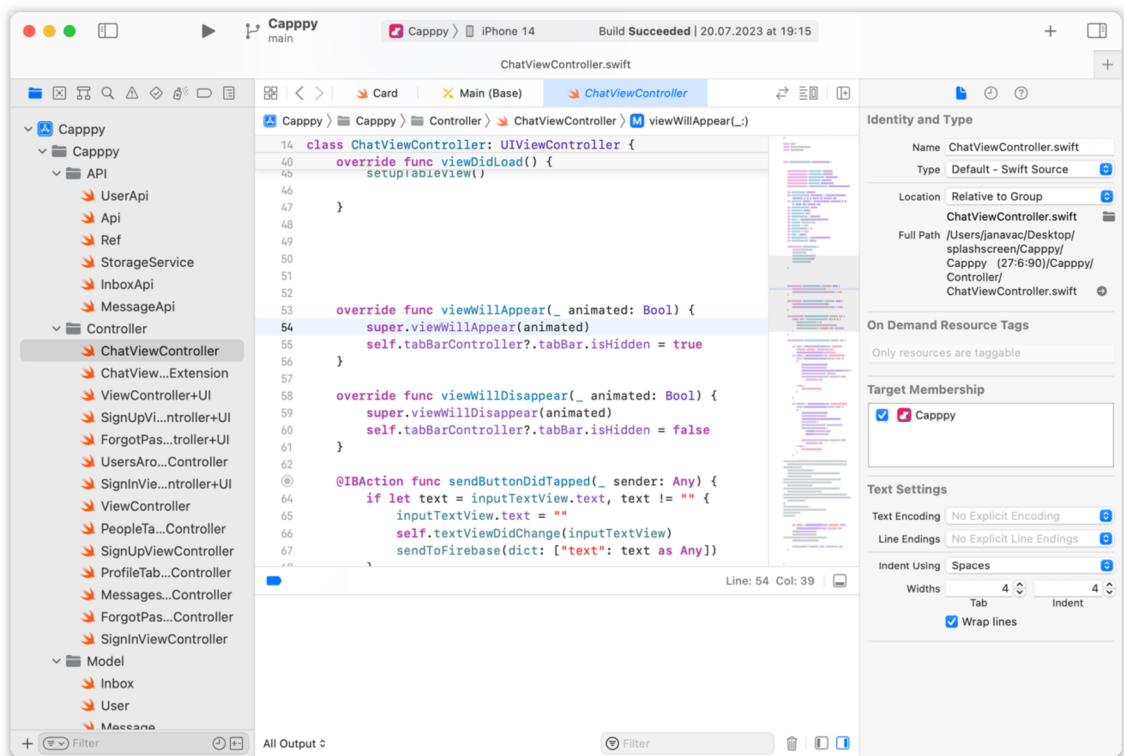 Capppy
main
Capppy
iPhone 14
Build Succeeded | 20.07.2023 at 19:15
ChatViewController.swift
Card
Main (Base)
ChatViewController
Capppy
Capppy
Controller
ChatViewController
M viewWillAppear(_:)
Capppy
Capppy
API
UserApi
Api
Ref
StorageService
InboxApi
MessageApi
Controller
ChatViewController
ChatView...Extension
ViewController+UI
SignUpVi...ntroller+UI
ForgotPas...troller+UI
UsersAro...Controller
SignInVie...ntroller+UI
ViewController
PeopleTa...Controller
SignUpViewController
ProfileTab...Controller
Messages...Controller
ForgotPas...Controller
SignInViewController
Model
Inbox
User
Message
Filter
14 class ChatViewController: UIViewController {
40 override func viewDidLoad() {
45 setupTableView()
46
47 }
48
49
50
51
52
53 override func viewWillAppear(_ animated: Bool) {
54 super.viewWillAppear(animated)
55 self.tabBarController?.tabBar.isHidden = true
56 }
57
58 override func viewWillDisappear(_ animated: Bool) {
59 super.viewWillDisappear(animated)
60 self.tabBarController?.tabBar.isHidden = false
61 }
62
@IBAction func sendButtonDidTapped(_ sender: Any) {
64 if let text = inputTextView.text, text != "" {
65 inputTextView.text = ""
66 self.textViewDidChange(inputTextView)
67 sendToFirebase(dict: ["text": text as Any])
68 }
Line: 54 Col: 39
All Output
Filter
Identity and Type
Name ChatViewController.swift
Type Default - Swift Source
Location Relative to Group
ChatViewController.swift
Full Path /Users/janavac/Desktop/
splashscreen/Capppy/
Capppy (27:6:90)/Capppy/
Controller/
ChatViewController.swift
On Demand Resource Tags
Only resources are taggable
Target Membership
Capppy
Text Settings
Text Encoding No Explicit Encoding
Line Endings No Explicit Line Endings
Indent Using Spaces
Widths 4 4
Tab Indent
Wrap lines